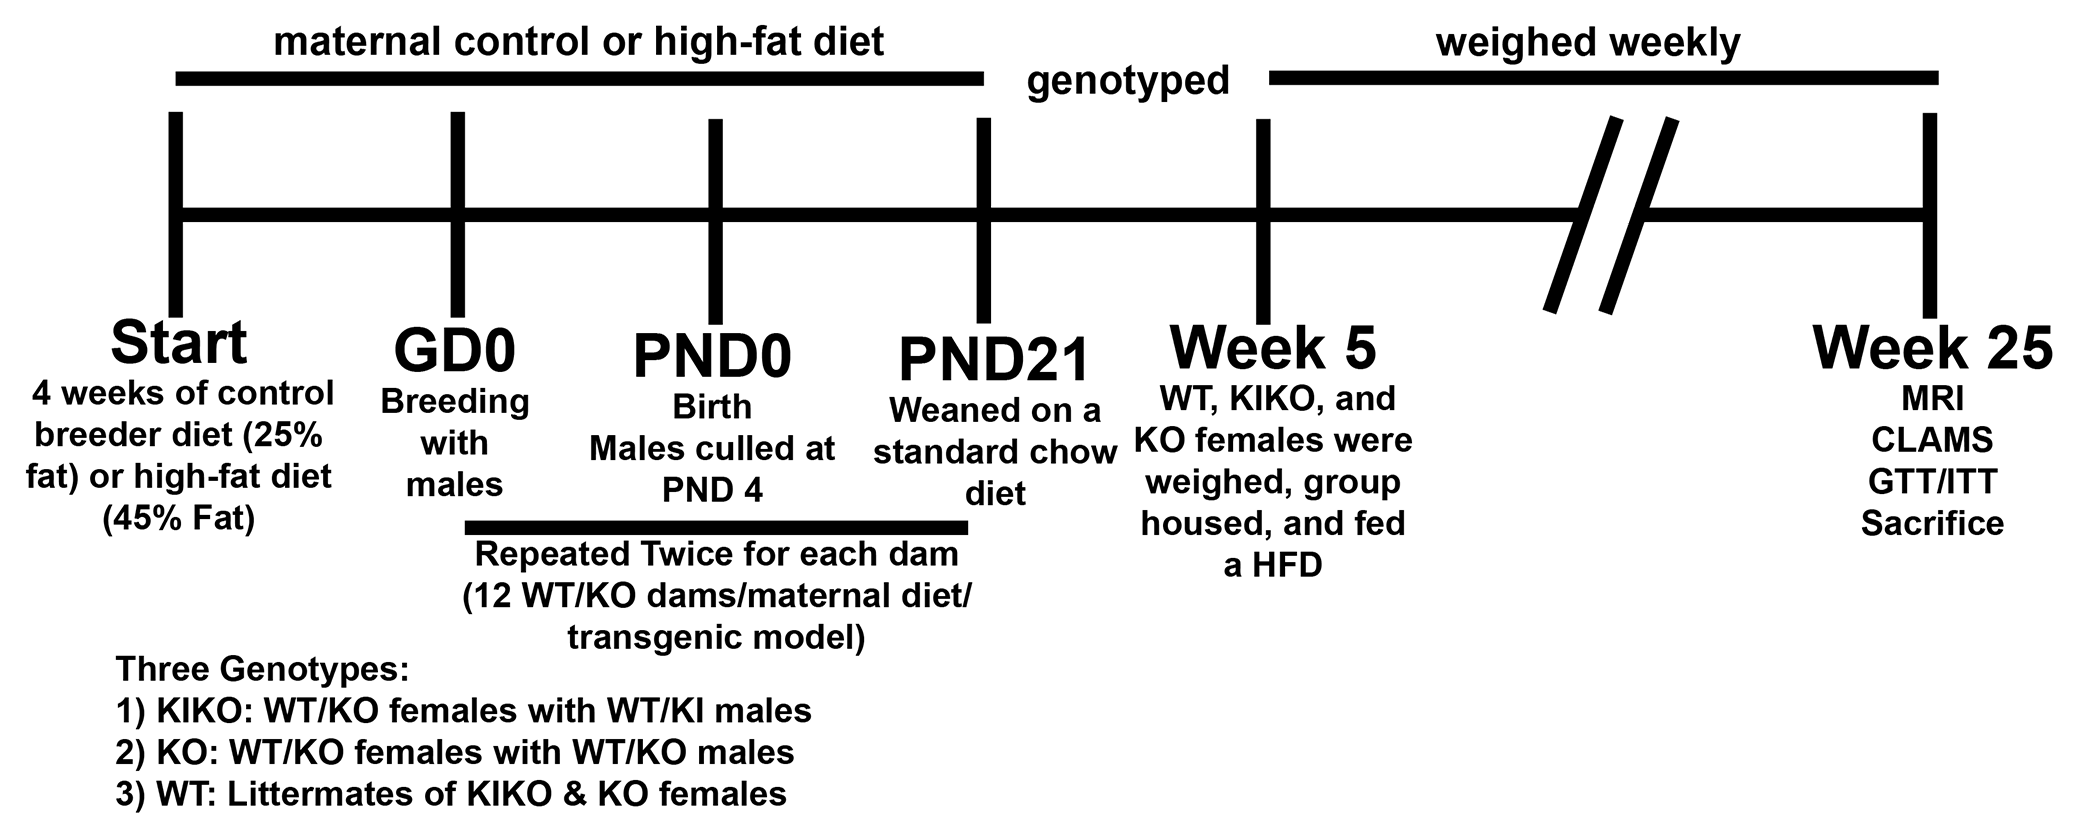 maternal control or high-fat diet
genotyped
weighed weekly
Start
4 weeks of control
breeder diet (25%
fat) or high-fat diet
(45% Fat)
GD0
Breeding
with
males
PND0
Birth
Males culled at
PND 4
PND21
Weaned on a
standard chow
diet
Repeated Twice for each dam
(12 WT/KO dams/maternal diet/
transgenic model)
Week 5
WT, KIKO, and
KO females were
weighed, group
housed, and fed
a HFD
Week 25
MRI
CLAMS
GTT/ITT
Sacrifice
Three Genotypes:
1) KIKO: WT/KO females with WT/KI males
2) KO: WT/KO females with WT/KO males
3) WT: Littermates of KIKO & KO females